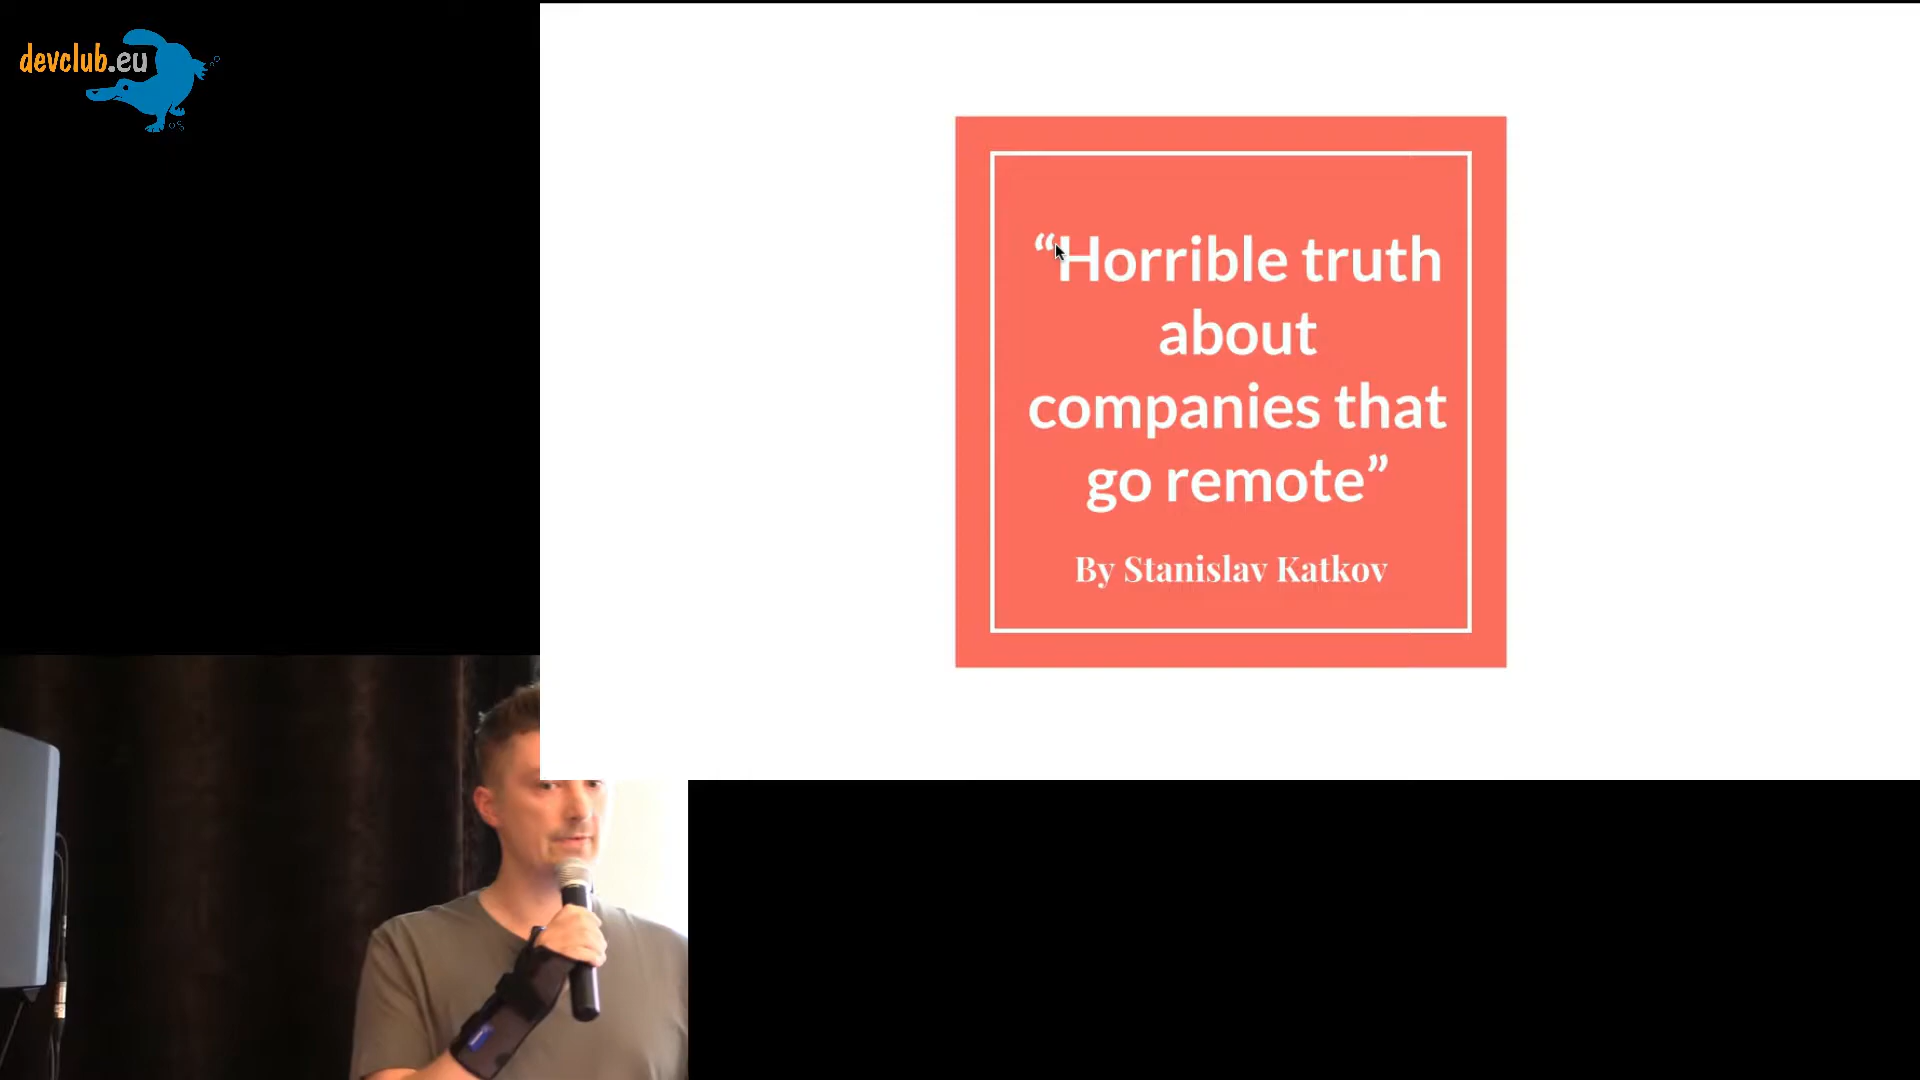 devclub.eu
“Horrible truth
about
companies that
go remote”
By Stanislav Katkov